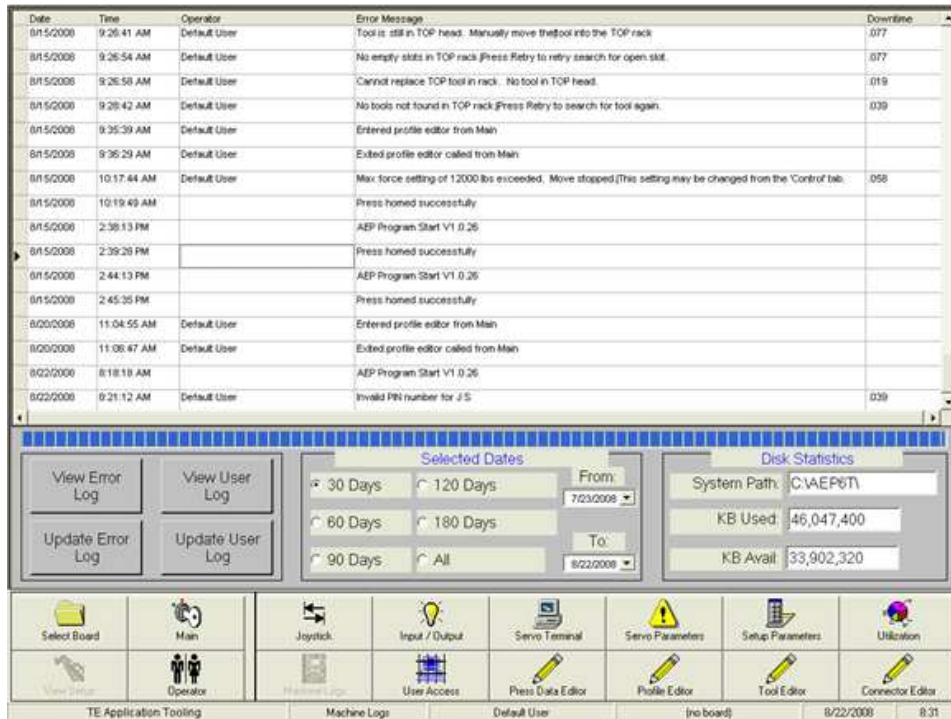 Date Time Operator Error Message Downtime
8/15/2008 9:26:41 AM Default User Tool is still in TOP head. Manually move the|tool into the TOP rack .077
8/15/2008 9:26:54 AM Default User No empty slots in TOP rack.|Press Retry to retry search for open slot. .077
8/15/2008 9:26:58 AM Default User Cannot replace TOP tool in rack. No tool in TOP head. .019
8/15/2008 9:28:42 AM Default User No tools not found in TOP rack.|Press Retry to search for tool again. .039
8/15/2008 9:35:39 AM Default User Entered profile editor from Main
8/15/2008 9:36:29 AM Default User Exited profile editor called from Main
8/15/2008 10:17:44 AM Default User Max force setting of 12000 lbs exceeded. Move stopped.|This setting may be changed from the 'Control' tab. .058
8/15/2008 10:19:49 AM Press homed successfully
8/15/2008 2:38:13 PM AEP Program Start V1.0.26
8/15/2008 2:39:28 PM Press homed successfully
8/15/2008 2:44:13 PM AEP Program Start V1.0.26
8/15/2008 2:45:35 PM Press homed successfully
8/20/2008 11:04:55 AM Default User Entered profile editor from Main
8/20/2008 11:06:47 AM Default User Exited profile editor called from Main
8/22/2008 8:18:18 AM AEP Program Start V1.0.26
8/22/2008 8:21:12 AM Default User Invalid PIN number for J S .039
Selected Dates Disk Statistics
View Error Log View User Log
30 Days 120 Days From: 7/23/2008
System Path: C:\AEP6T\
60 Days 180 Days
KB Used: 46,047,400
Update Error Log Update User Log
90 Days All To: 8/22/2008
KB Avail: 33,902,320
Select Board Main Joystick Input / Output Servo Terminal Servo Parameters Setup Parameters Utilization
View Setup Operator Machine Logs User Access Press Data Editor Profile Editor Tool Editor Connector Editor
TE Application Tooling Machine Logs Default User (no board) 8/22/2008 8:31